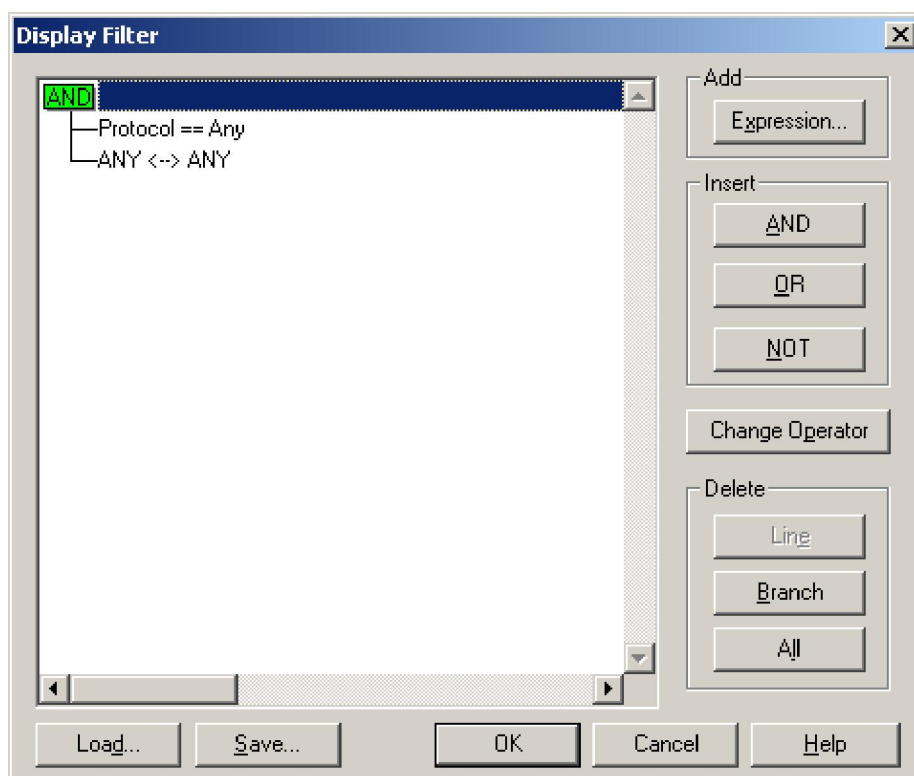 Display Filter
AND
Protocol == Any
ANY <--> ANY
Add
Expression...
Insert
AND
OR
NOT
Change Operator
Delete
Line
Branch
All
Load...
Save...
OK
Cancel
Help